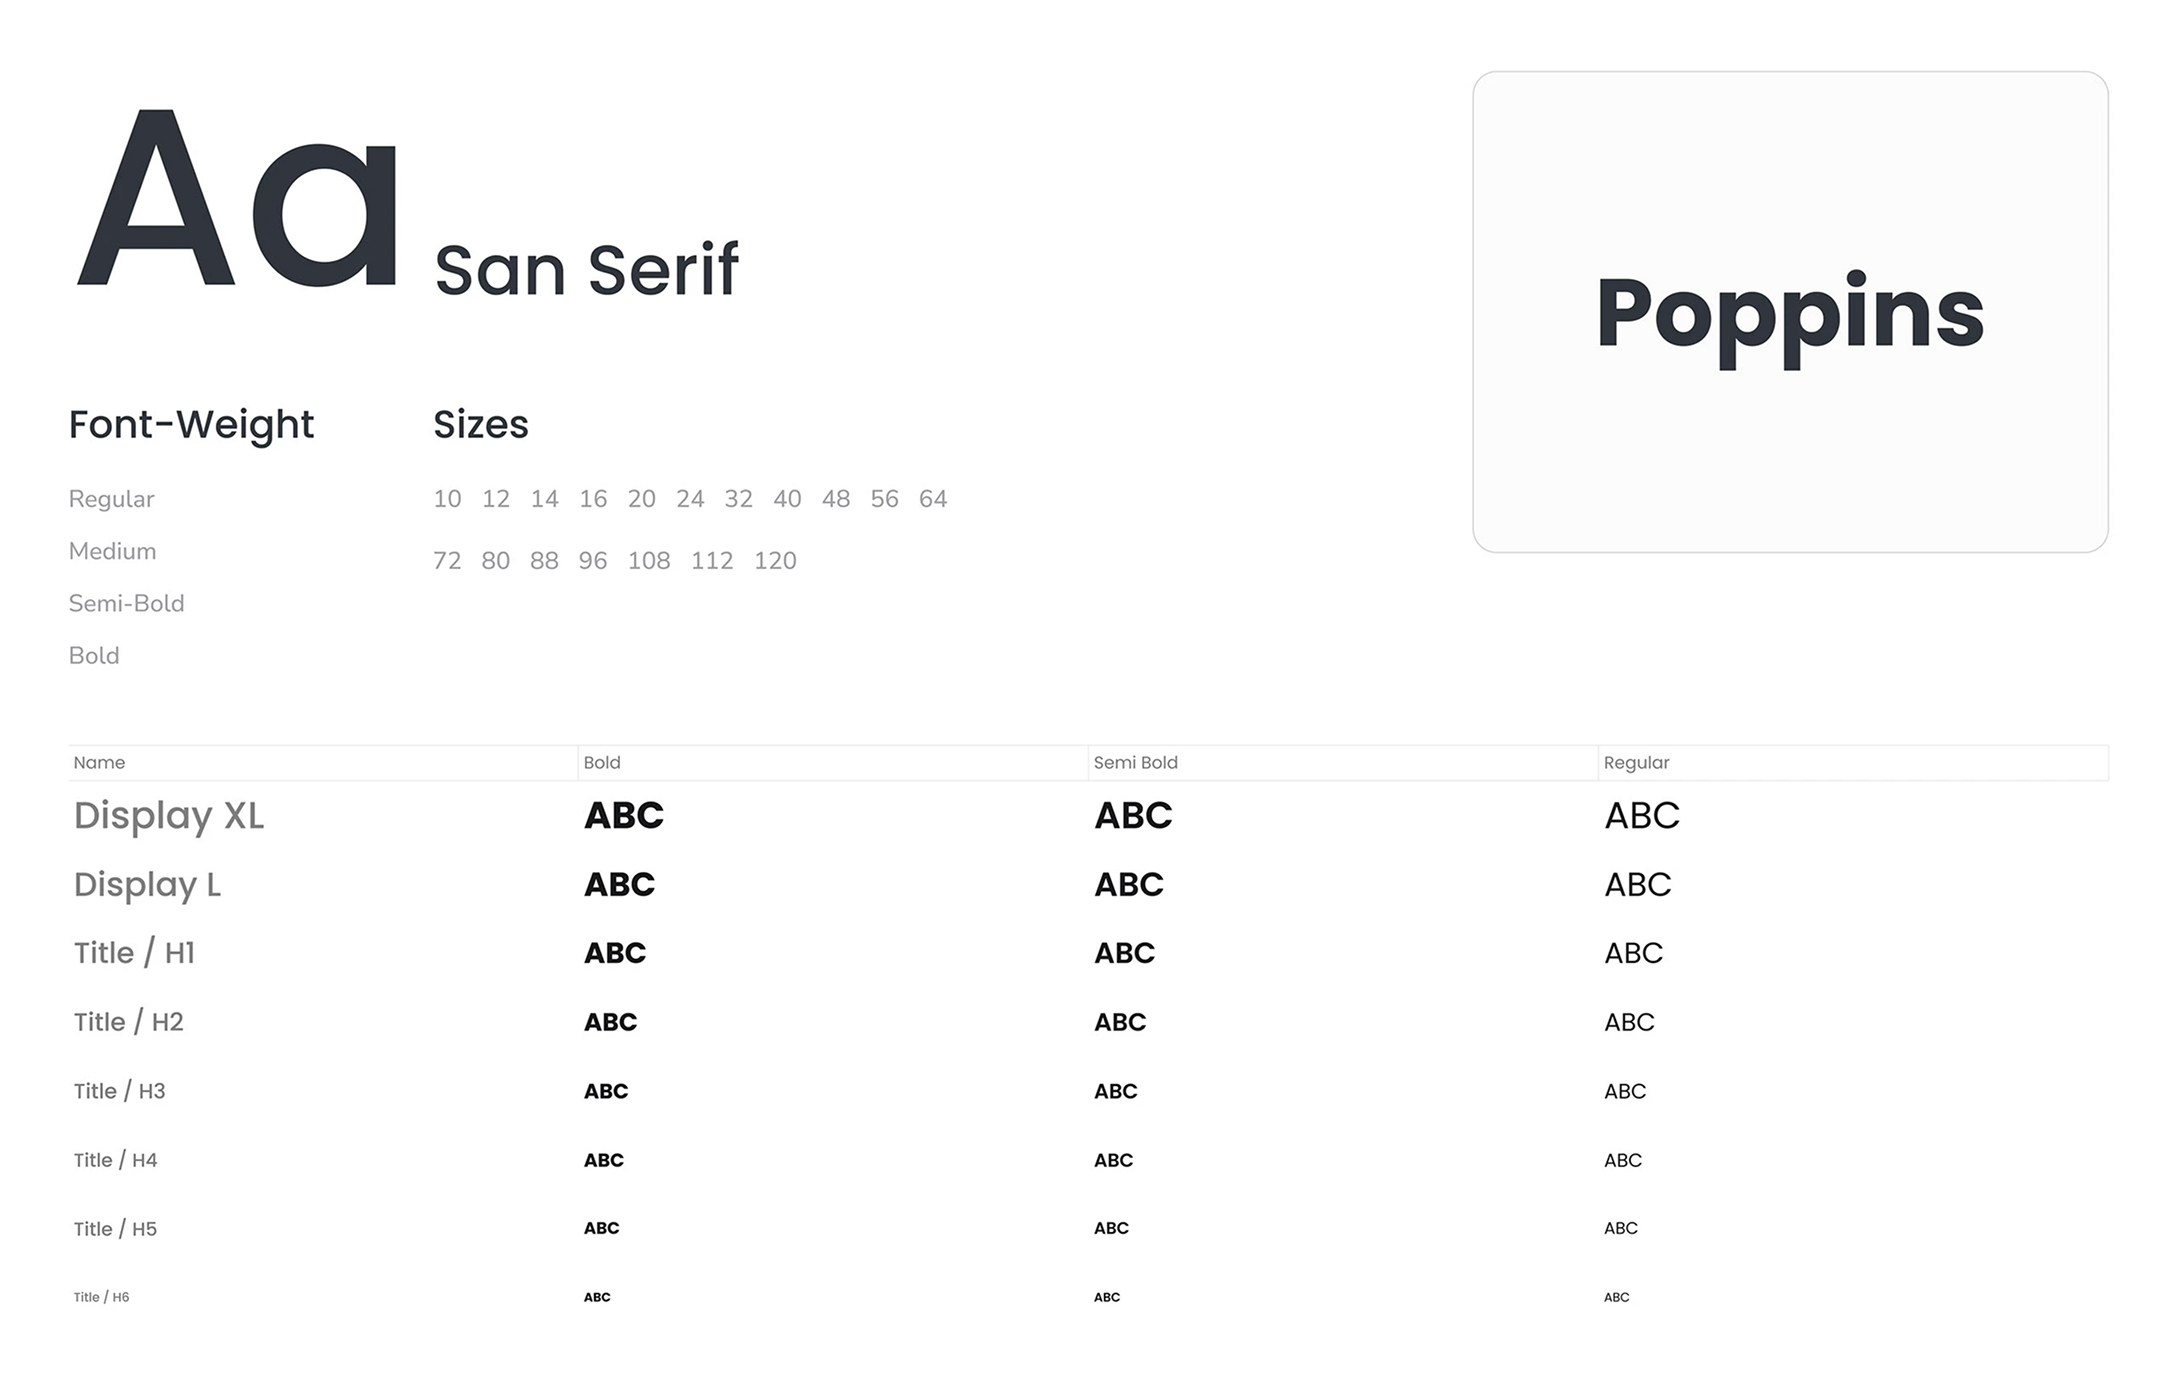 Aa San Serif
Poppins
Font-Weight
Regular
Medium
Semi-Bold
Bold
Sizes
10 12 14 16 20 24 32 40 48 56 64
72 80 88 96 108 112 120
Name Bold Semi Bold Regular
Display XL ABC ABC ABC
Display L ABC ABC ABC
Title / H1 ABC ABC ABC
Title / H2 ABC ABC ABC
Title / H3 ABC ABC ABC
Title / H4 ABC ABC ABC
Title / H5 ABC ABC ABC
Title / H6 ABC ABC ABC